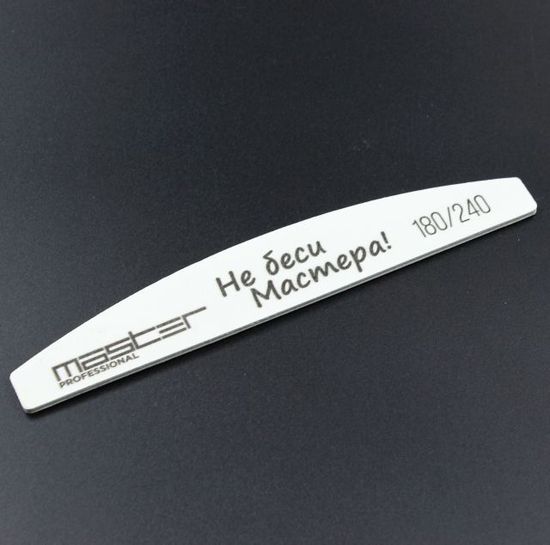 master
PROFESSIONAL
Не беси
Мастера!
180/240